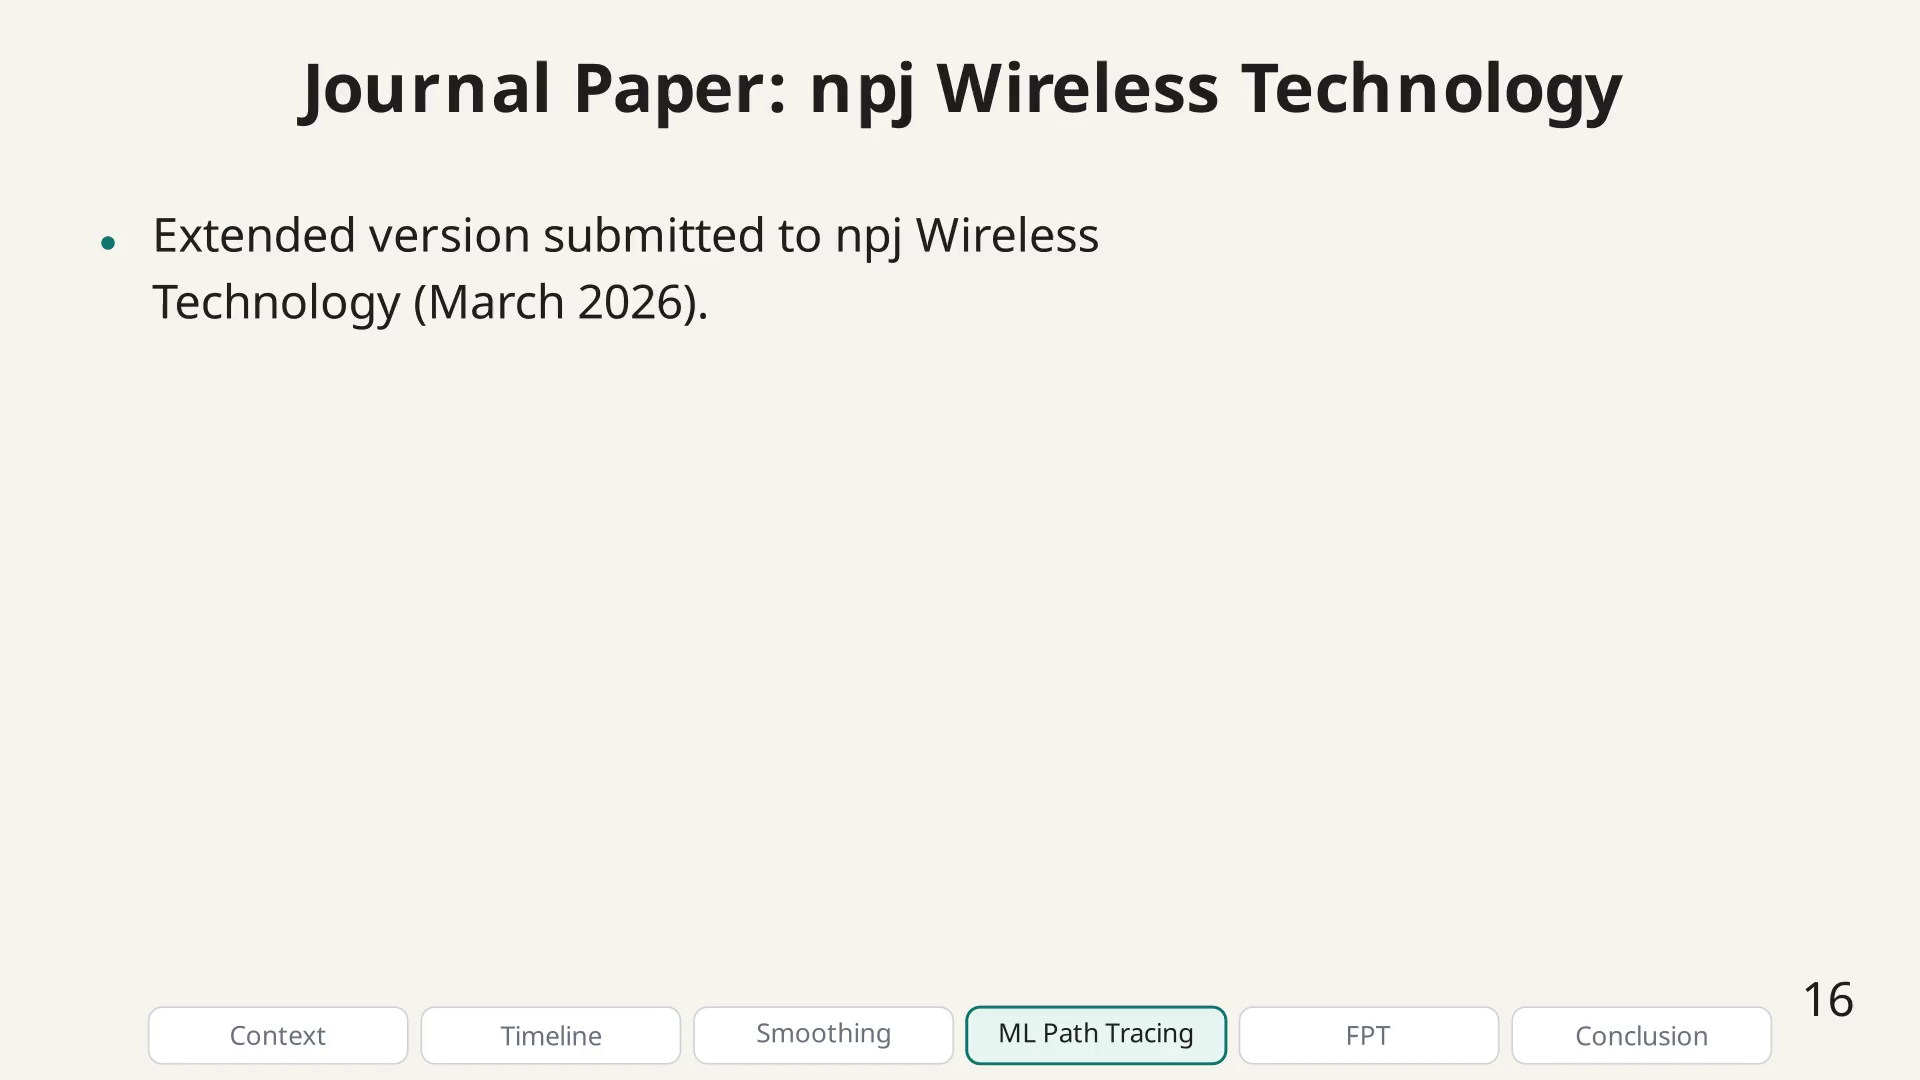 Journal Paper: npj Wireless Technology
• Extended version submitted to npj Wireless
Technology (March 2026).
16
Context
Timeline
Smoothing
ML Path Tracing
FPT
Conclusion